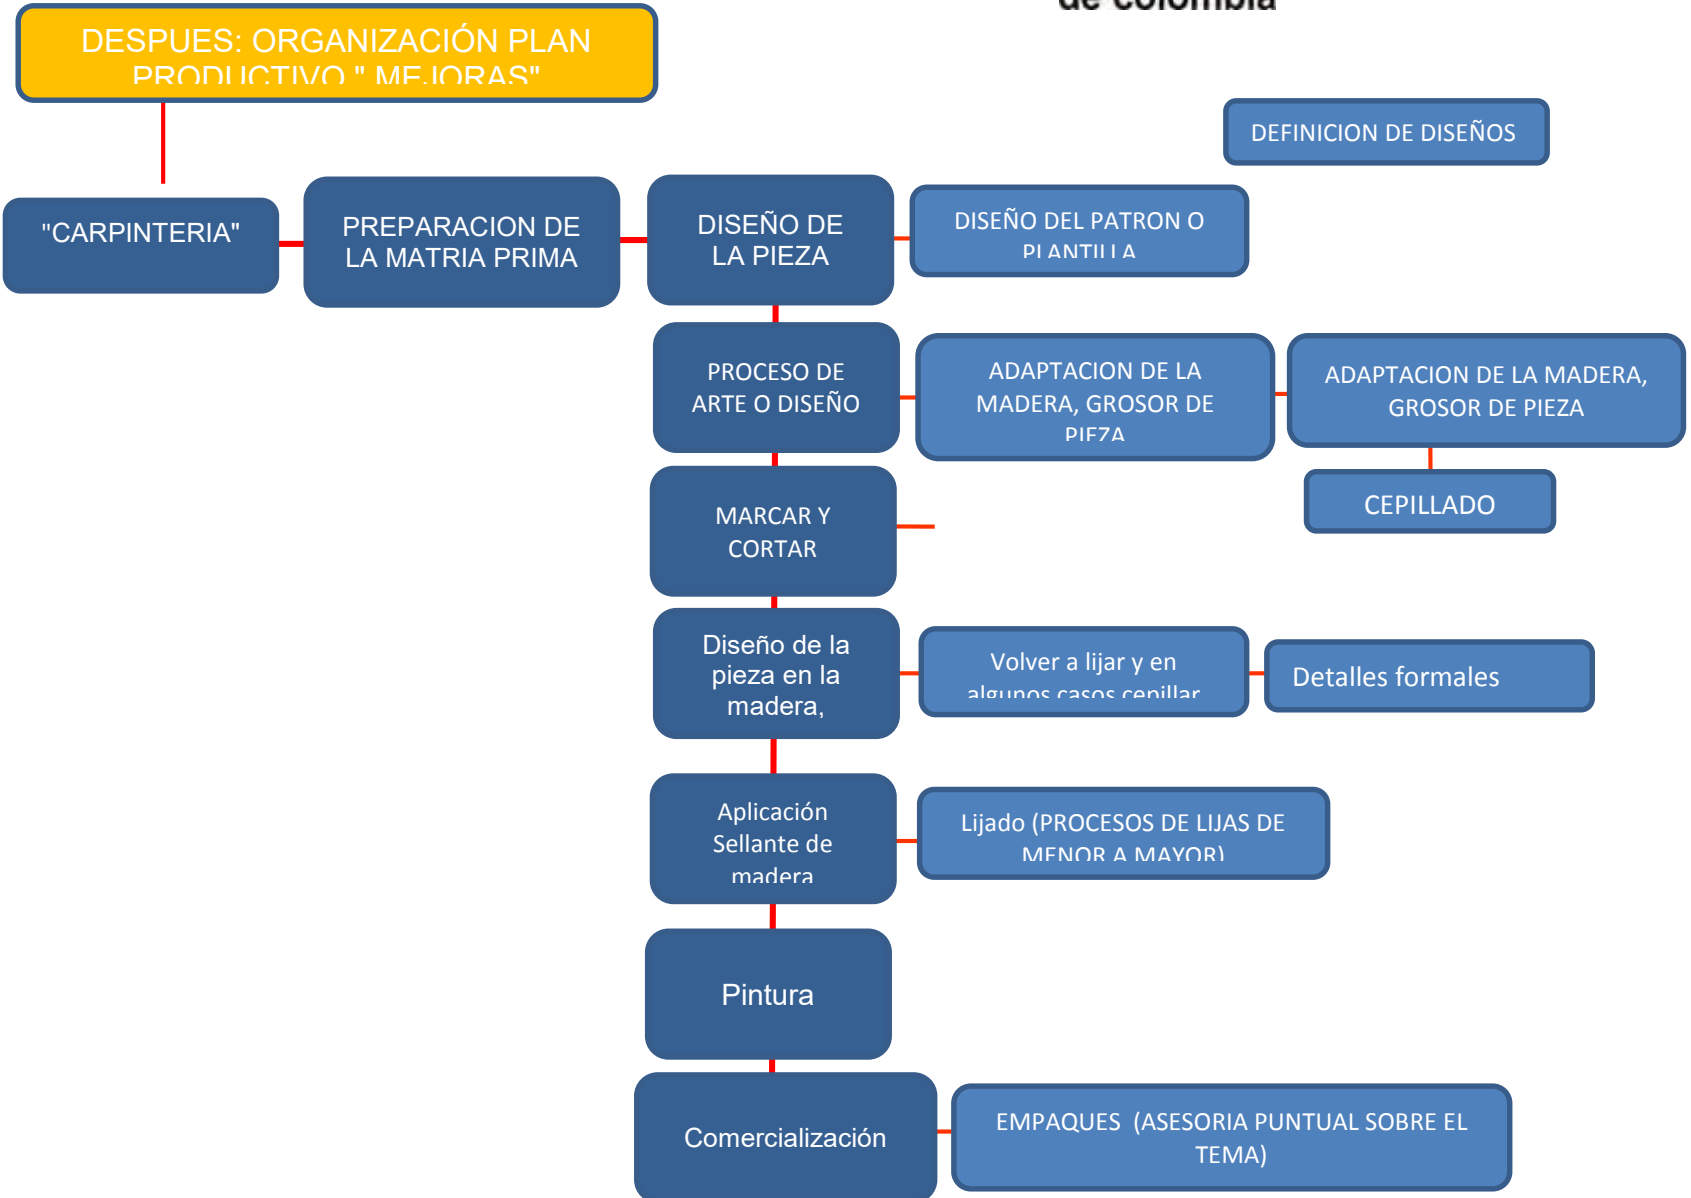 de colombia
DESPUES: ORGANIZACIÓN PLAN
PRODUCTIVO " MEJORAS"
DEFINICION DE DISEÑOS
"CARPINTERIA"
PREPARACION DE
LA MATRIA PRIMA
DISEÑO DE
LA PIEZA
DISEÑO DEL PATRON O
PLANTILLA
PROCESO DE
ARTE O DISEÑO
ADAPTACION DE LA
MADERA, GROSOR DE
PIEZA
ADAPTACION DE LA MADERA,
GROSOR DE PIEZA
CEPILLADO
MARCAR Y
CORTAR
Diseño de la
pieza en la
madera,
Volver a lijar y en
algunos casos cepillar
Detalles formales
Aplicación
Sellante de
madera
Lijado (PROCESOS DE LIJAS DE
MENOR A MAYOR)
Pintura
Comercialización
EMPAQUES  (ASESORIA PUNTUAL SOBRE EL
TEMA)